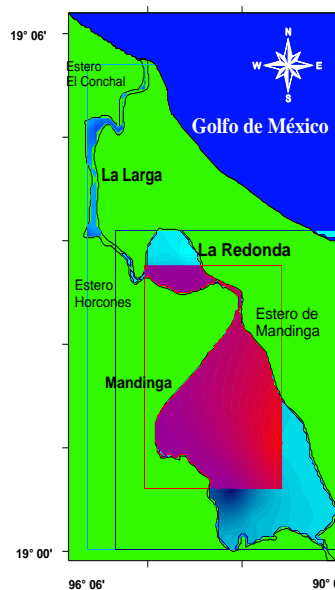 19° 06'
Estero
El Conchal
N
W E
S
Golfo de México
La Larga
La Redonda
Estero
Horcones
Estero de
Mandinga
Mandinga
19° 00'
96° 06'